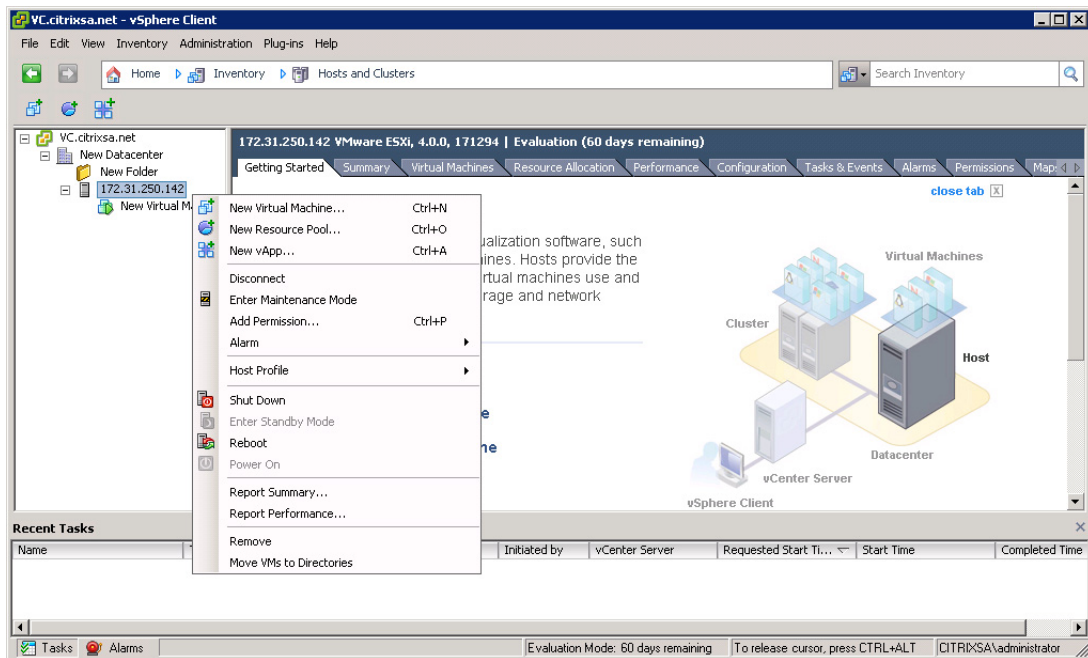 VC.citrixsa.net - vSphere Client
File Edit View Inventory Administration Plug-ins Help
Home Inventory Hosts and Clusters
Search Inventory
VC.citrixsa.net
New Datacenter
New Folder
172.31.250.142
New Virtual M
172.31.250.142 VMware ESXi, 4.0.0, 171294 | Evaluation (60 days remaining)
Getting Started Summary Virtual Machines Resource Allocation Performance Configuration Tasks & Events Alarms Permissions Maps
close tab
New Virtual Machine... Ctrl+N
New Resource Pool... Ctrl+O
New vApp... Ctrl+A
Disconnect
Enter Maintenance Mode
Add Permission... Ctrl+P
Alarm
Host Profile
Shut Down
Enter Standby Mode
Reboot
Power On
Report Summary...
Report Performance...
Remove
Move VMs to Directories
ualization software, such
ines. Hosts provide the
rtual machines use and
rage and network
e
ne
Virtual Machines
Cluster
Host
Datacenter
vCenter Server
vSphere Client
Recent Tasks
Name Initiated by vCenter Server Requested Start Ti... Start Time Completed Time
Tasks Alarms Evaluation Mode: 60 days remaining To release cursor, press CTRL+ALT CITRIXSA\administrator